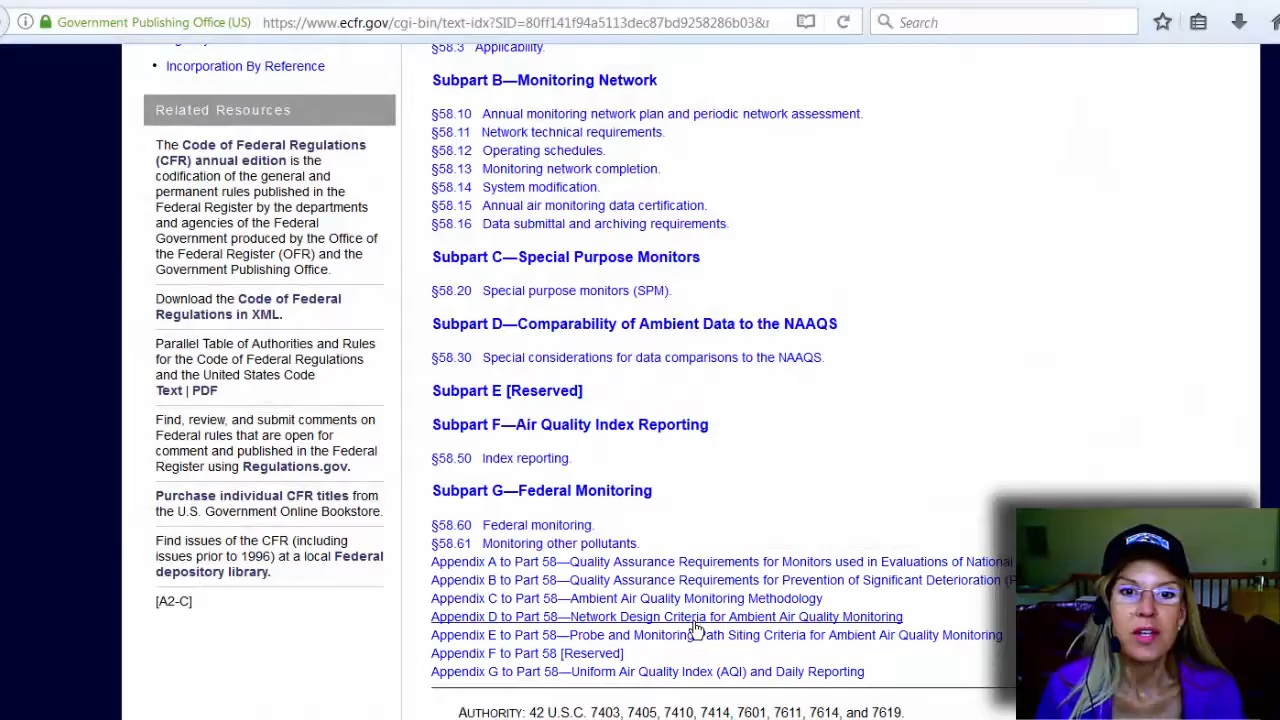 Government Publishing Office (US)
https://www.ecfr.gov/cgi-bin/text-idx?SID=80ff141f94a5113dec87bd9258286b03&
Search
Incorporation By Reference
Related Resources
The Code of Federal Regulations
(CFR) annual edition is the
codification of the general and
permanent rules published in the
Federal Register by the departments
and agencies of the Federal
Government produced by the Office of
the Federal Register (OFR) and the
Government Publishing Office.
Download the Code of Federal
Regulations in XML.
Parallel Table of Authorities and Rules
for the Code of Federal Regulations
and the United States Code
Text | PDF
Find, review, and submit comments on
Federal rules that are open for
comment and published in the Federal
Register using Regulations.gov.
Purchase individual CFR titles from
the U.S. Government Online Bookstore.
Find issues of the CFR (including
issues prior to 1996) at a local Federal
depository library.
[A2-C]
§58.3 Applicability.
Subpart B—Monitoring Network
§58.10 Annual monitoring network plan and periodic network assessment.
§58.11 Network technical requirements.
§58.12 Operating schedules.
§58.13 Monitoring network completion.
§58.14 System modification.
§58.15 Annual air monitoring data certification.
§58.16 Data submittal and archiving requirements.
Subpart C—Special Purpose Monitors
§58.20 Special purpose monitors (SPM).
Subpart D—Comparability of Ambient Data to the NAAQS
§58.30 Special considerations for data comparisons to the NAAQS.
Subpart E [Reserved]
Subpart F—Air Quality Index Reporting
§58.50 Index reporting.
Subpart G—Federal Monitoring
§58.60 Federal monitoring.
§58.61 Monitoring other pollutants.
Appendix A to Part 58—Quality Assurance Requirements for Monitors used in Evaluations of National
Appendix B to Part 58—Quality Assurance Requirements for Prevention of Significant Deterioration (P
Appendix C to Part 58—Ambient Air Quality Monitoring Methodology
Appendix D to Part 58—Network Design Criteria for Ambient Air Quality Monitoring
Appendix E to Part 58—Probe and Monitoring Path Siting Criteria for Ambient Air Quality Monitoring
Appendix F to Part 58 [Reserved]
Appendix G to Part 58—Uniform Air Quality Index (AQI) and Daily Reporting
AUTHORITY: 42 U.S.C. 7403, 7405, 7410, 7414, 7601, 7611, 7614, and 7619.